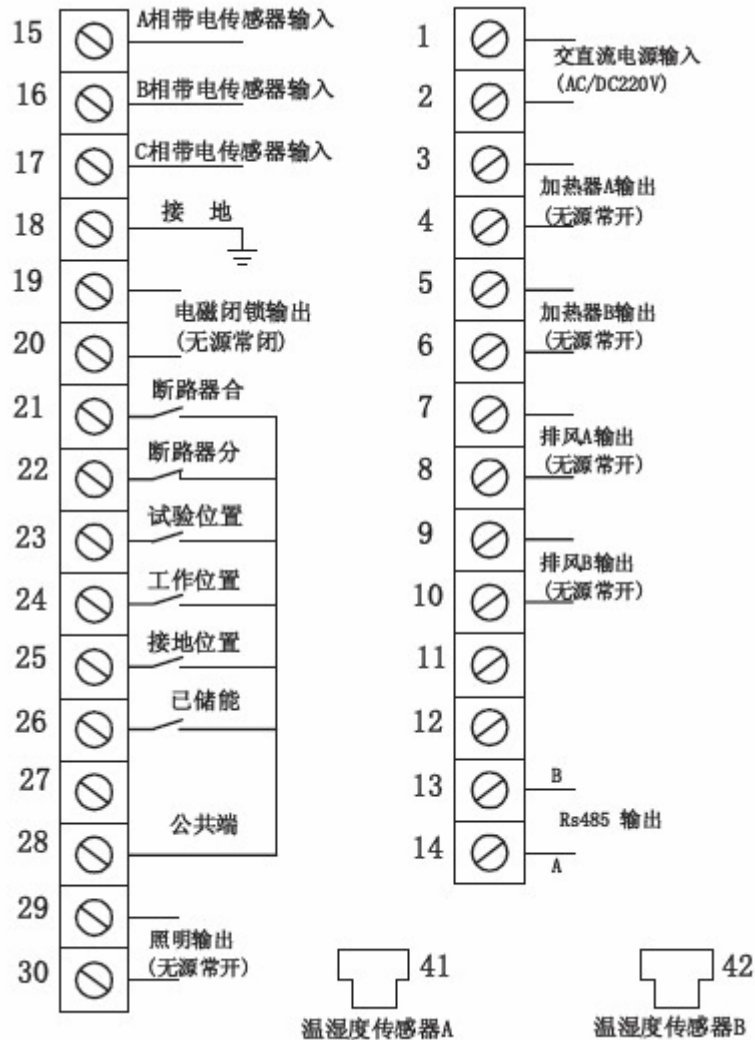 15
A相带电传感器输入
16
B相带电传感器输入
17
C相带电传感器输入
18
接 地
19
电磁闭锁输出
20
(无源常闭)
21
断路器合
22
断路器分
23
试验位置
24
工作位置
25
接地位置
26
已储能
27
28
公共端
29
照明输出
30
(无源常开)
1
交直流电源输入
2
(AC/DC220V)
3
加热器A输出
4
(无源常开)
5
加热器B输出
6
(无源常开)
7
排风A输出
8
(无源常开)
9
排风B输出
10
(无源常开)
11
12
13
B
Rs485 输出
14
A
41
温湿度传感器A
42
温湿度传感器B